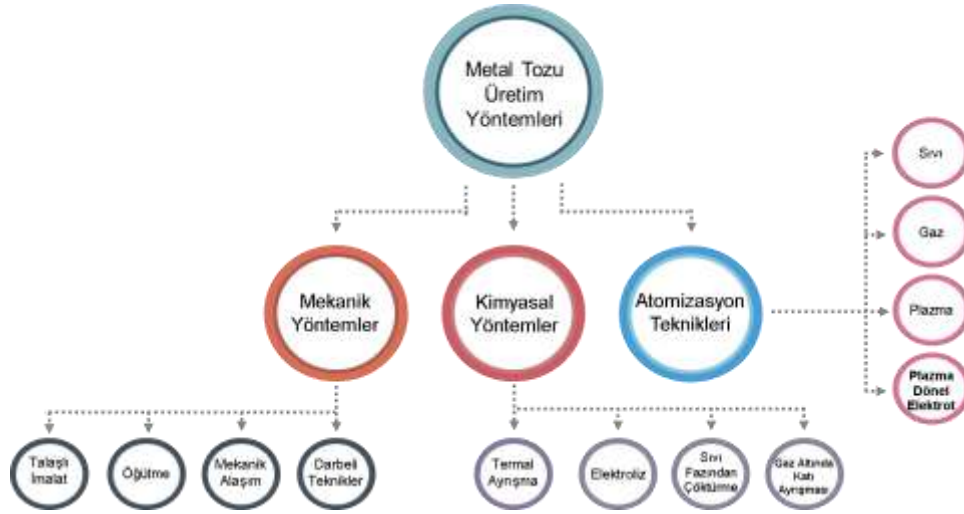 Metal Tozu
Üretim
Yöntemleri
Mekanik
Yöntemler
Kimyasal
Yöntemler
Atomizasyon
Teknikleri
Sıvı
Gaz
Plazma
Plazma
Dönel
Elektrot
Talaşlı
İmalat
Öğütme
Mekanik
Alaşım
Darbeli
Teknikler
Termal
Ayrışma
Elektroliz
Sıvı
Fazından
Çöktürme
Gaz Altında
Katı
Ayrışması